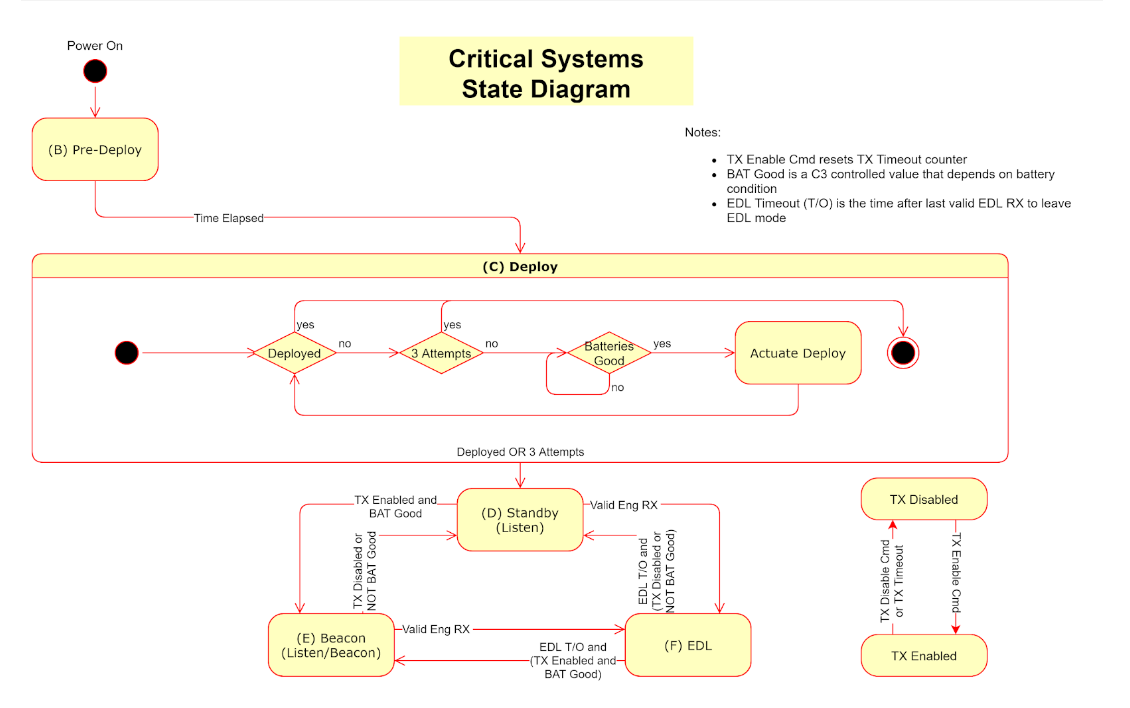 Power On
Critical Systems
State Diagram
(B) Pre-Deploy
Notes:
• TX Enable Cmd resets TX Timeout counter
• BAT Good is a C3 controlled value that depends on battery
condition
• EDL Timeout (T/O) is the time after last valid EDL RX to leave
EDL mode
Time Elapsed
(C) Deploy
Deployed
yes
no
3 Attempts
yes
no
Batteries
Good
yes
no
Actuate Deploy
Deployed OR 3 Attempts
(D) Standby
(Listen)
TX Enabled and
BAT Good
Valid Eng RX
TX Disabled or
NOT BAT Good
EDL T/O and
(TX Disabled or
NOT BAT Good)
(E) Beacon
(Listen/Beacon)
Valid Eng RX
EDL T/O and
(TX Enabled and
BAT Good)
(F) EDL
TX Disabled
TX Disable Cmd
or TX Timeout
TX Enable Cmd
TX Enabled